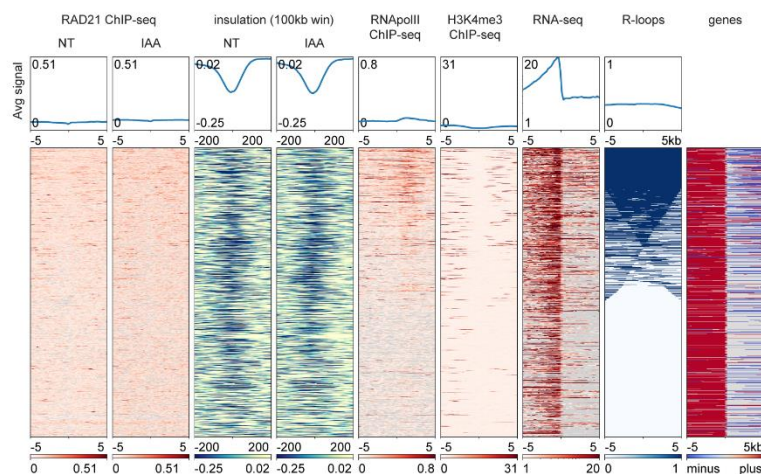 RAD21 ChIP-seq insulation (100kb win) RNApolII ChIP-seq H3K4me3 ChIP-seq RNA-seq R-loops genes
NT IAA NT IAA
Avg signal
0.51 0.51 0.02 0.02 0.8 31 20 1
0 0 -0.25 -0.25 0 0 1 0
-5 5 -5 5 -200 200 -200 200 -5 5 -5 5 -5 5 -5 5kb
-5 5 -5 5 -200 200 -200 200 -5 5 -5 5 -5 5 -5 5 -5 5kb
0 0.51 0 0.51 -0.25 0.02 -0.25 0.02 0 0.8 0 31 1 20 0 1 minus plus